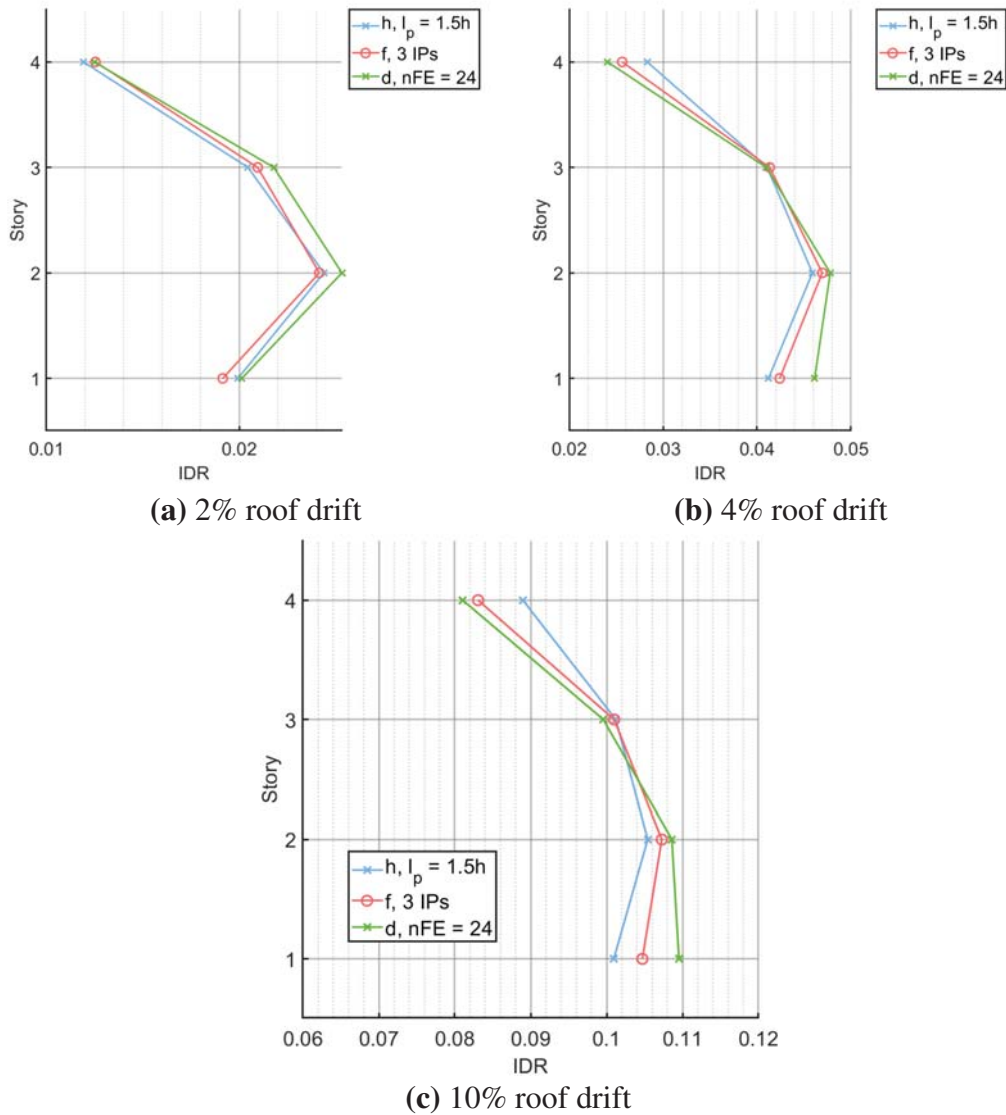 h, l_p = 1.5h
f, 3 IPs
d, nFE = 24
4
3
2
1
Story
0.01
0.02
IDR
(a) 2% roof drift
h, l_p = 1.5h
f, 3 IPs
d, nFE = 24
4
3
2
1
Story
0.02
0.03
0.04
0.05
IDR
(b) 4% roof drift
4
3
2
1
Story
h, l_p = 1.5h
f, 3 IPs
d, nFE = 24
0.06
0.07
0.08
0.09
0.1
0.11
0.12
IDR
(c) 10% roof drift